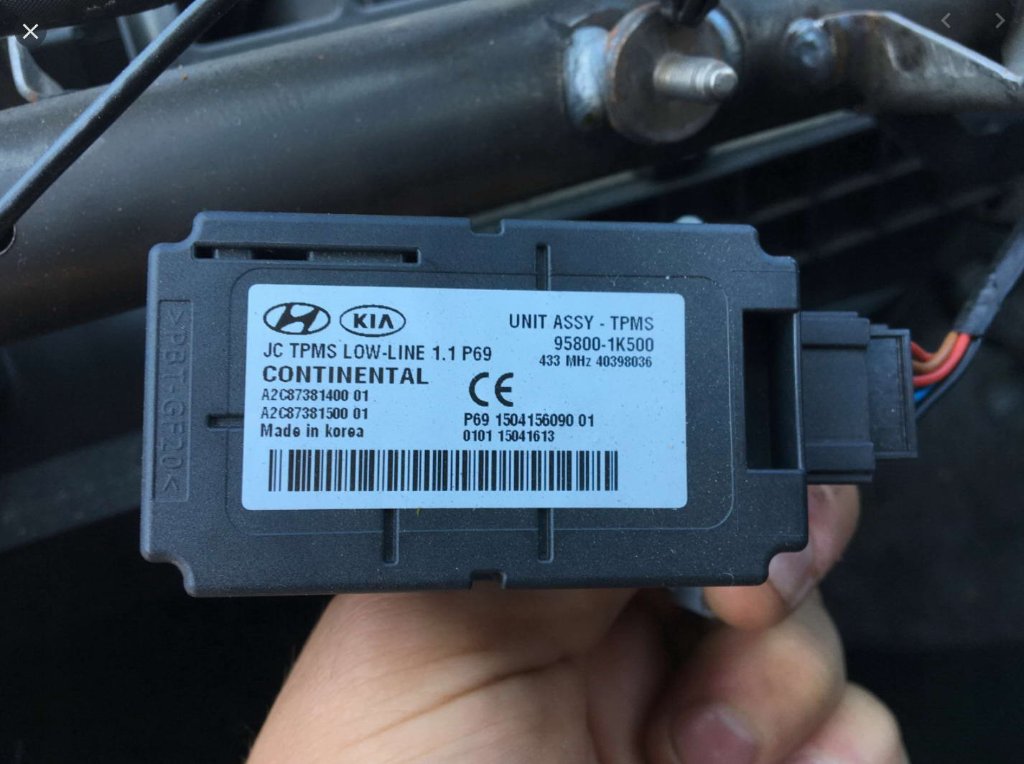 KIA
JC TPMS LOW-LINE 1.1 P69
CONTINENTAL
A2C87381400 01
A2C87381500 01
Made in korea
UNIT ASSY - TPMS
95800-1K500
433 MHz 40398036
CE
P69 1504156090 01
0101 15041613
>PBT-GF20<